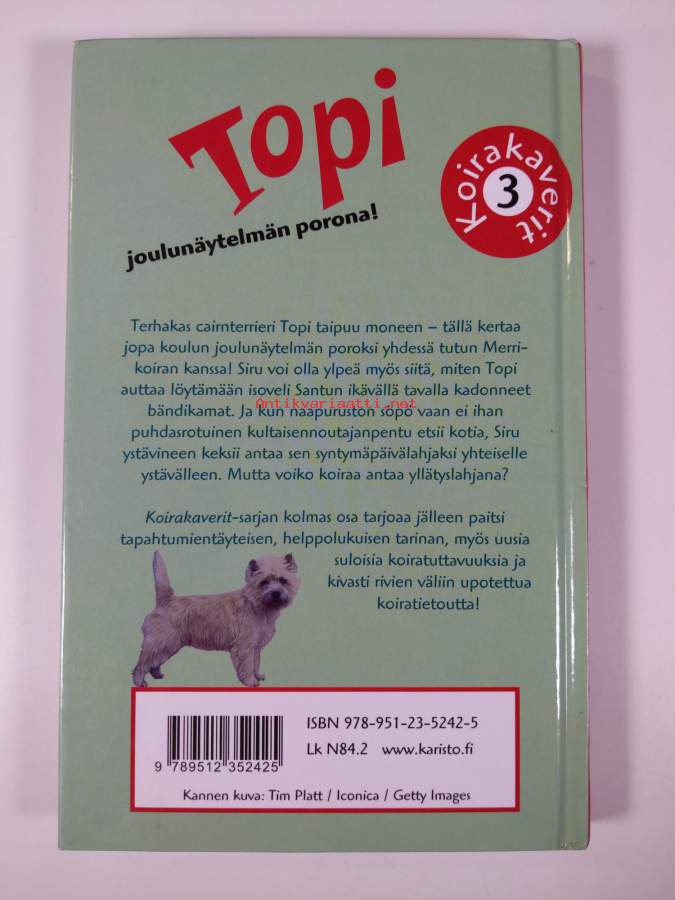 Topi
joulunäytelmän porona!
Koirakaverit
3
Terhakas cairnterrieri Topi taipuu moneen – tällä kertaa
jopa koulun joulunäytelmän poroksi yhdessä tutun Merri-
koiran kanssa! Siru voi olla ylpeä myös siitä, miten Topi
auttaa löytämään isoveli Santun ikävällä tavalla kadonneet
bändikamat. Ja kun naapuruston söpö vaan ei ihan
puhdasrotuinen kultaisennoutajanpentu etsii kotia, Siru
ystävineen keksii antaa sen syntymäpäivälahjaksi yhteiselle
ystävälleen. Mutta voiko koiraa antaa yllätyslahjana?
Antikvariaatti.net
Koirakaverit-sarjan kolmas osa tarjoaa jälleen paitsi
tapahtumientäyteisen, helppolukuisen tarinan, myös uusia
suloisia koiratuttavuuksia ja
kivasti rivien väliin upotettua
koiratietoutta!
ISBN 978-951-23-5242-5
Lk N84.2 www.karisto.fi
9 789512 352425
Kannen kuva: Tim Platt / Iconica / Getty Images